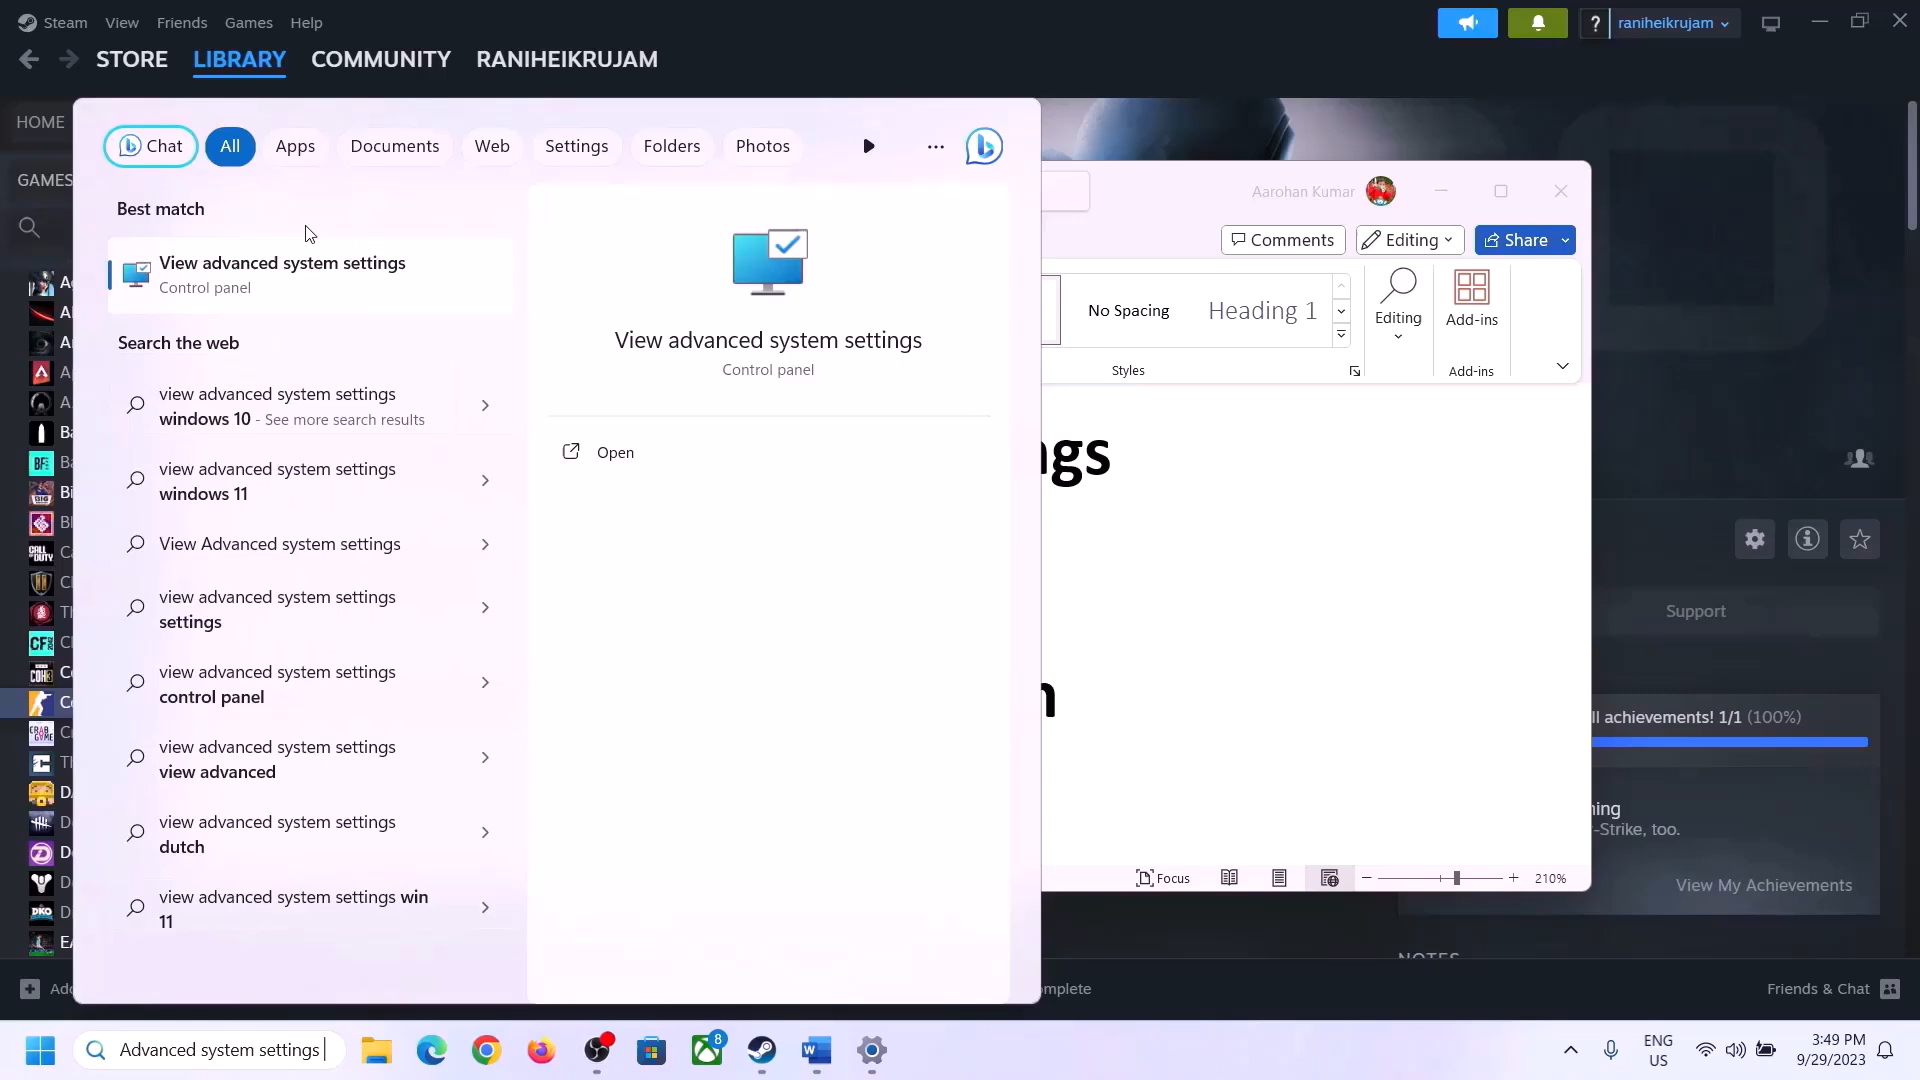 Steam View Friends Games Help
? raniheikrujam
STORE LIBRARY COMMUNITY RANIHEIKRUJAM
HOME
GAMES
Chat All Apps Documents Web Settings Folders Photos
Best match
View advanced system settings
Control panel
Search the web
view advanced system settings
windows 10 - See more search results
view advanced system settings
windows 11
View Advanced system settings
view advanced system settings
settings
view advanced system settings
control panel
view advanced system settings
view advanced
view advanced system settings
dutch
view advanced system settings win
11
View advanced system settings
Control panel
Open
Aarohan Kumar
Comments Editing Share
No Spacing Heading 1
Editing
Add-ins
Styles
Add-ins
ngs
n
Focus
210%
Support
ll achievements! 1/1 (100%)
-Strike, too.
View My Achievements
NOTES
Friends & Chat
Advanced system settings
8
ENG
US
3:49 PM
9/29/2023